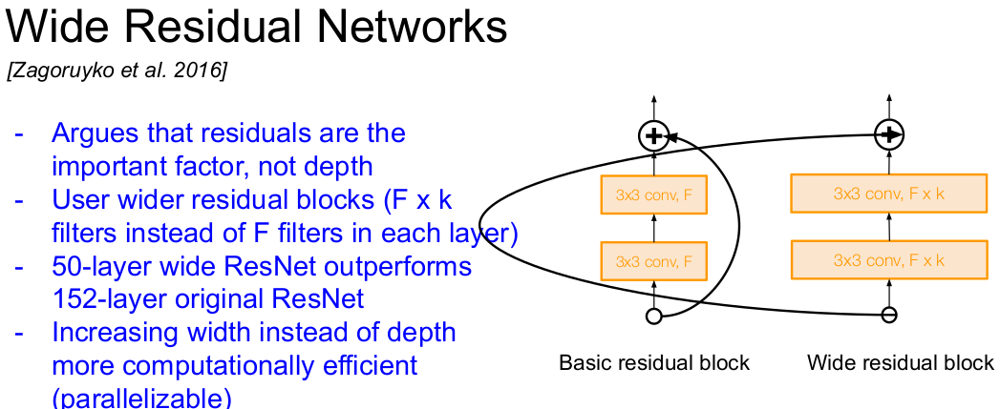 Wide Residual Networks
[Zagoruyko et al. 2016]
- Argues that residuals are the
important factor, not depth
- User wider residual blocks (F x k
filters instead of F filters in each layer)
- 50-layer wide ResNet outperforms
152-layer original ResNet
- Increasing width instead of depth
more computationally efficient
(parallelizable)
+
3x3 conv, F
3x3 conv, F
Basic residual block
+
3x3 conv, F x k
3x3 conv, F x k
Wide residual block